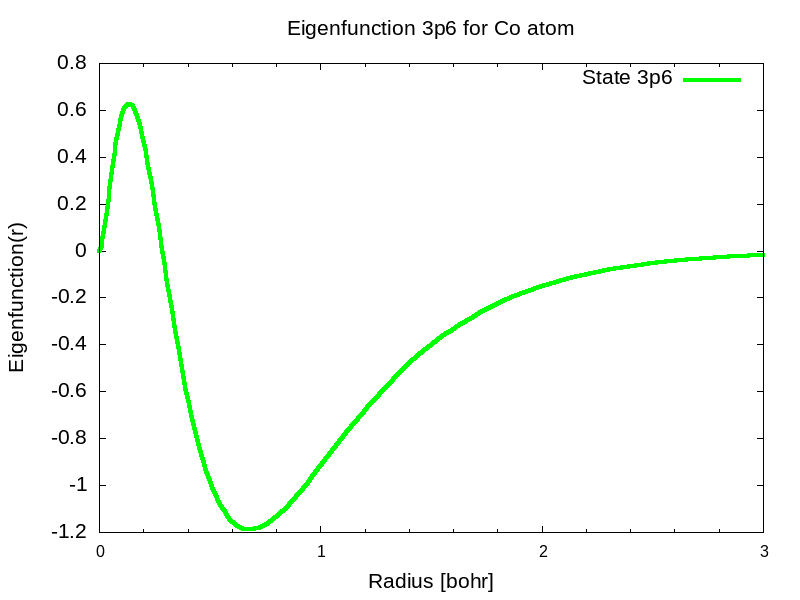 Eigenfunction 3p6 for Co atom
State 3p6
0.8
0.6
0.4
0.2
0
-0.2
-0.4
-0.6
-0.8
-1
-1.2
Eigenfunction(r)
0 1 2 3
Radius [bohr]